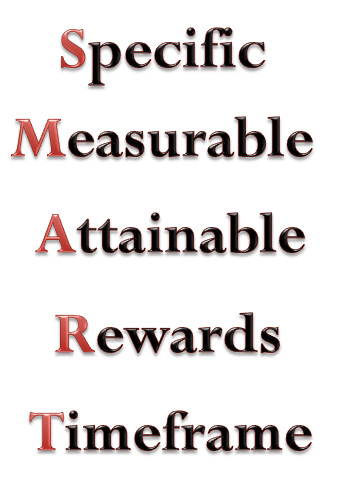 Specific
Measurable
Attainable
Rewards
Timeframe